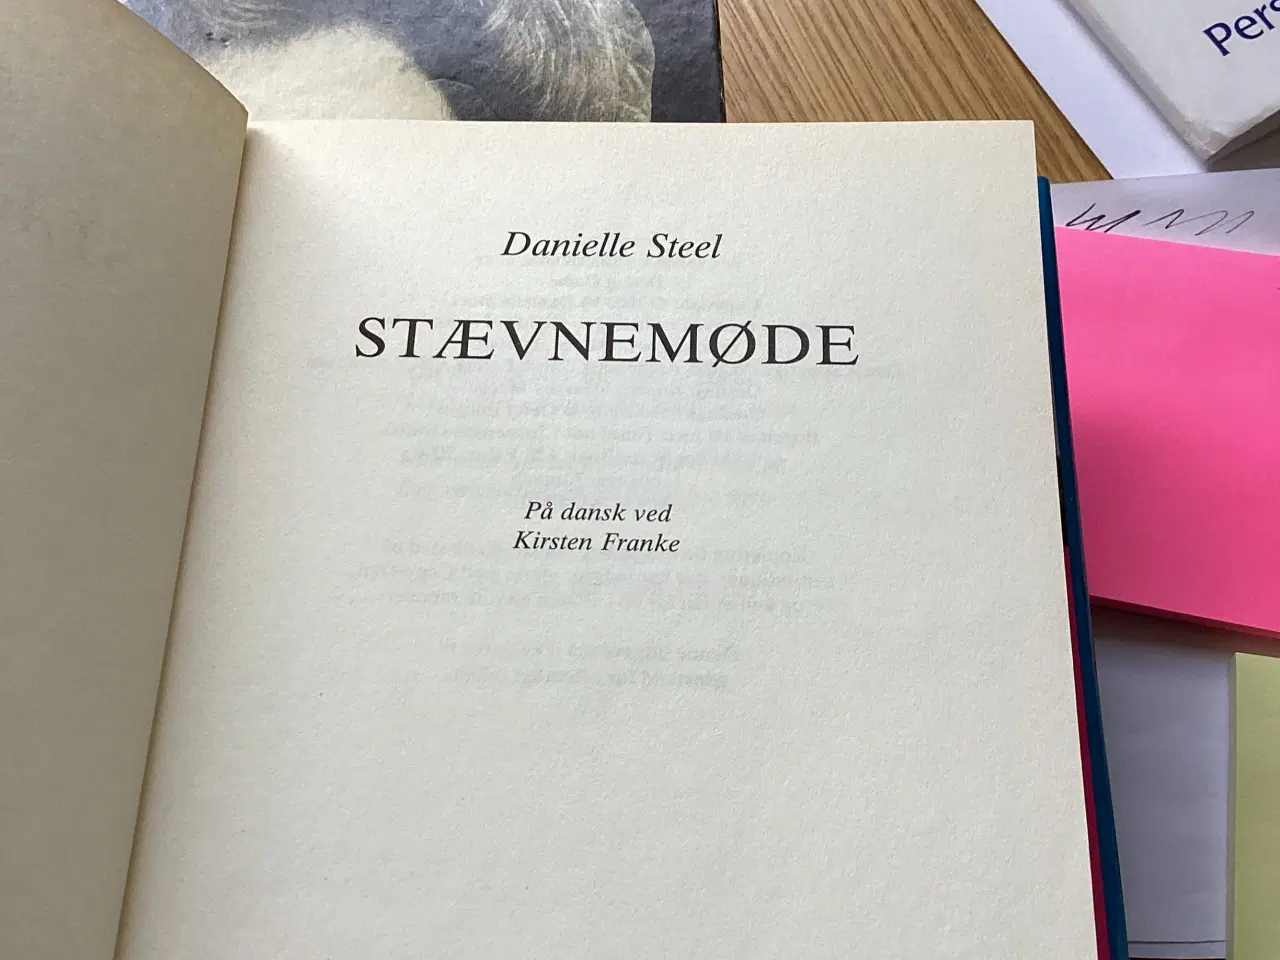 Danielle Steel
STÆVNEMØDE
På dansk ved
Kirsten Franke